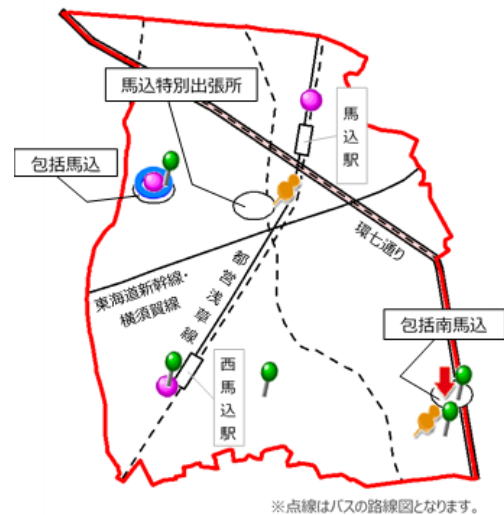 馬込特別出張所
馬込駅
包括馬込
環七通り
東海道新幹線・
横須賀線
都営浅草線
包括南馬込
西馬込駅
※点線はバスの路線図となります。